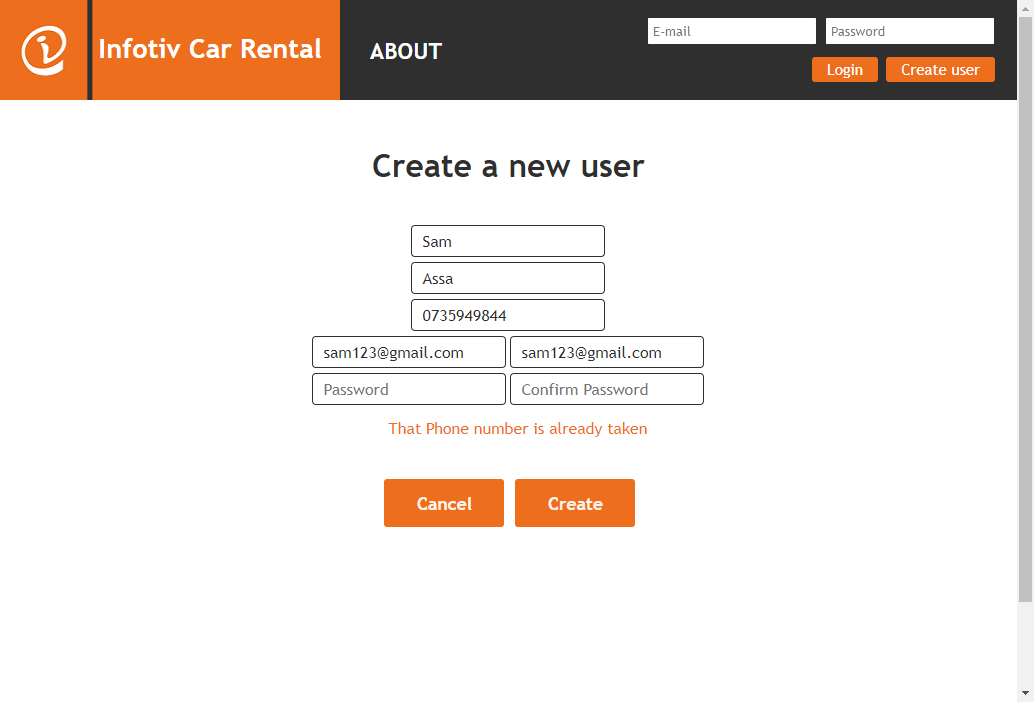 Infotiv Car Rental
ABOUT
E-mail
Password
Login
Create user
Create a new user
Sam
Assa
0735949844
sam123@gmail.com
sam123@gmail.com
Password
Confirm Password
That Phone number is already taken
Cancel
Create